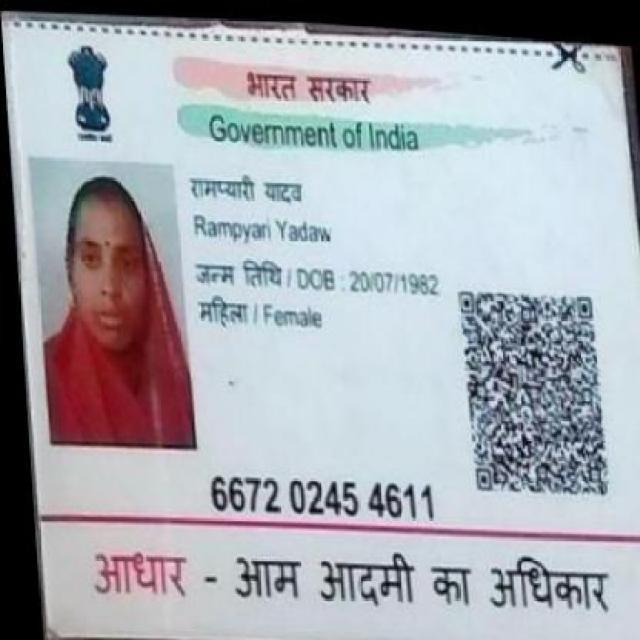 भारत सरकार
Government of India
रामप्यारी यादव
Rampyari Yadaw
जन्म तिथि / DOB : 20/07/1982
महिला / Female
6672 0245 4611
आधार - आम आदमी का अधिकार